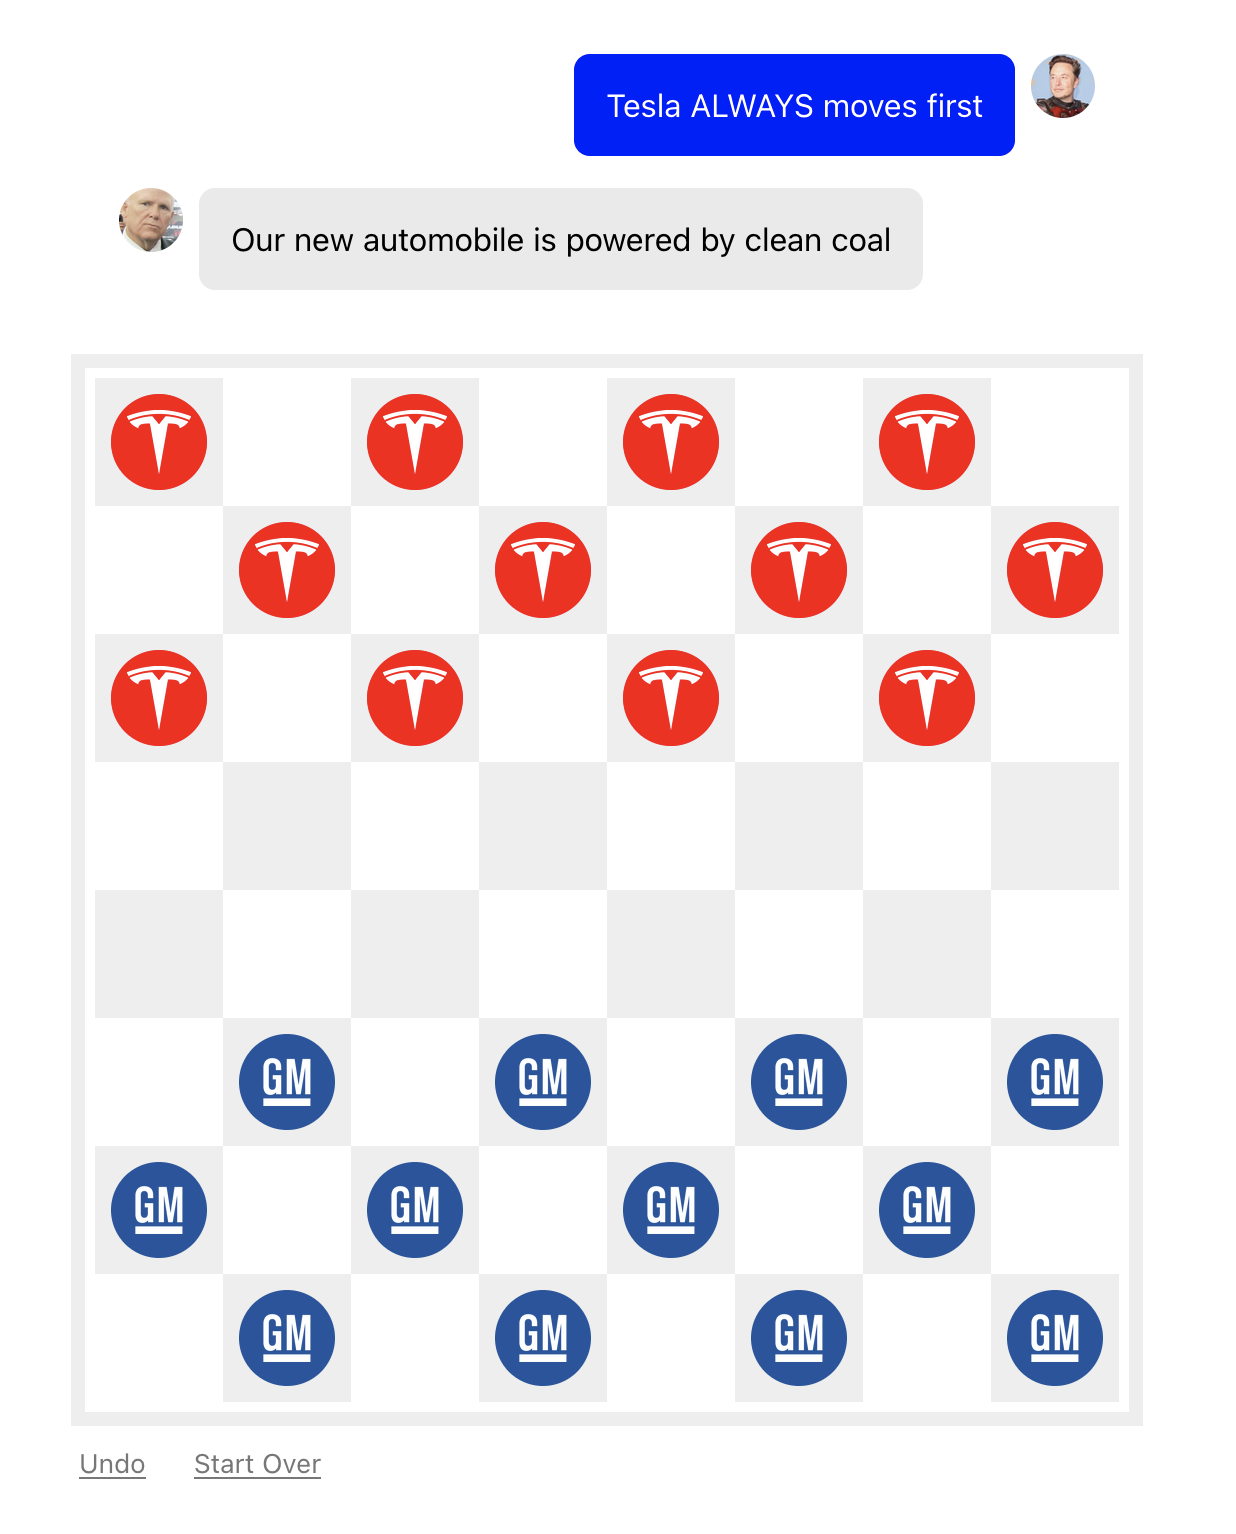 Tesla ALWAYS moves first
Our new automobile is powered by clean coal
GM GM GM GM
GM GM GM GM
GM GM GM GM
Undo Start Over